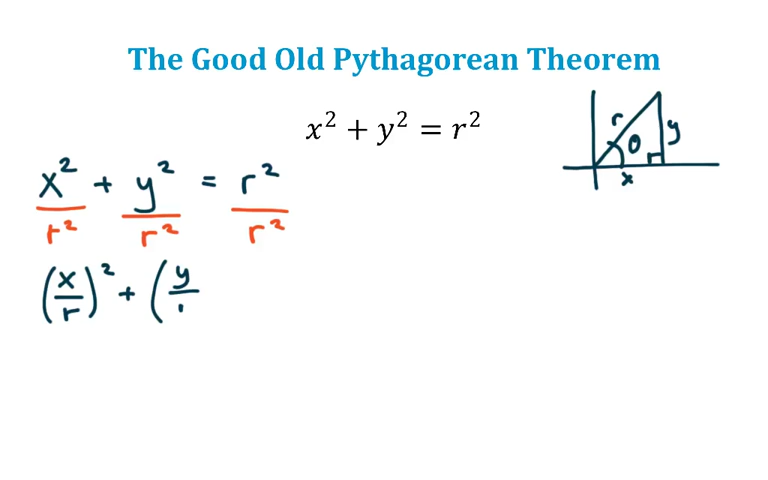 The Good Old Pythagorean Theorem
x² + y² = r²
r θ y
x
x²/r² + y²/r² = r²/r²
(x/r)² + (y/